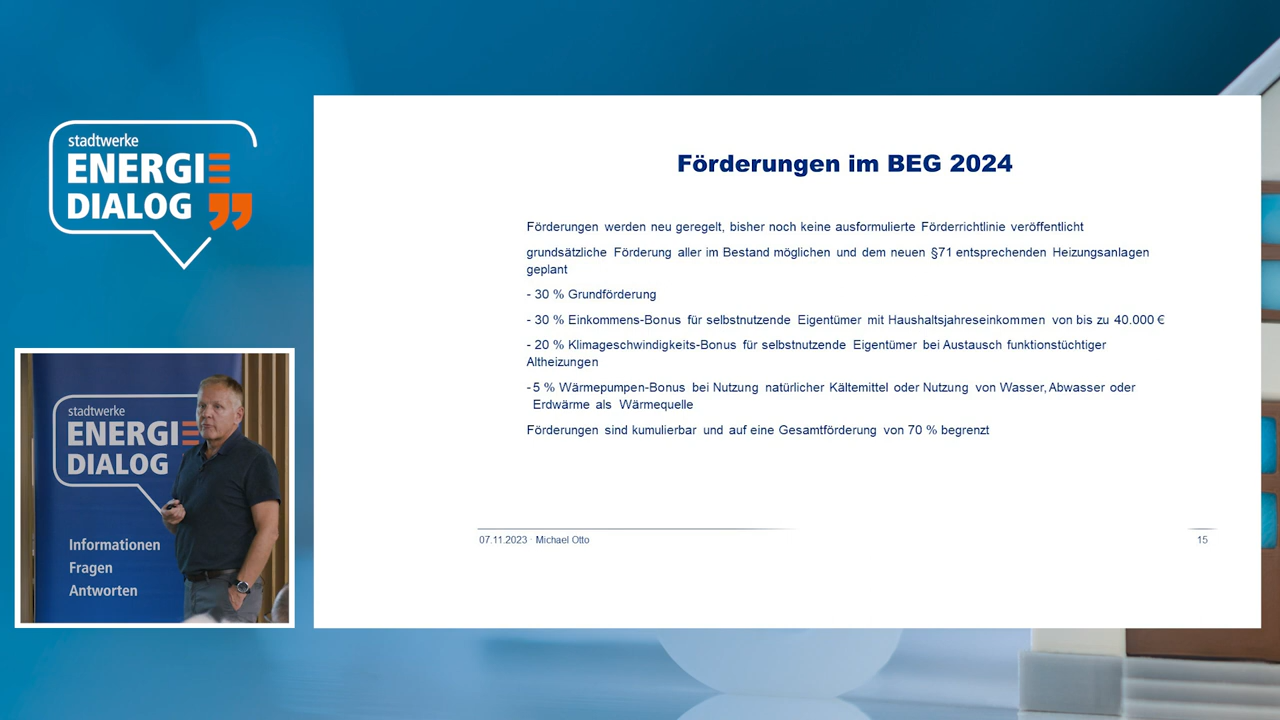 stadtwerke
ENERGIE
DIALOG
Förderungen im BEG 2024
Förderungen werden neu geregelt, bisher noch keine ausformulierte Förderrichtlinie veröffentlicht
grundsätzliche Förderung aller im Bestand möglichen und dem neuen §71 entsprechenden Heizungsanlagen
geplant
- 30 % Grundförderung
- 30 % Einkommens-Bonus für selbstnutzende Eigentümer mit Haushaltsjahreseinkommen von bis zu 40.000 €
- 20 % Klimageschwindigkeits-Bonus für selbstnutzende Eigentümer bei Austausch funktionstüchtiger
Altheizungen
- 5 % Wärmepumpen-Bonus bei Nutzung natürlicher Kältemittel oder Nutzung von Wasser, Abwasser oder
Erdwärme als Wärmequelle
Förderungen sind kumulierbar und auf eine Gesamtförderung von 70 % begrenzt
07.11.2023 · Michael Otto
15
stadtwerke
ENERGIE
DIALOG
Informationen
Fragen
Antworten